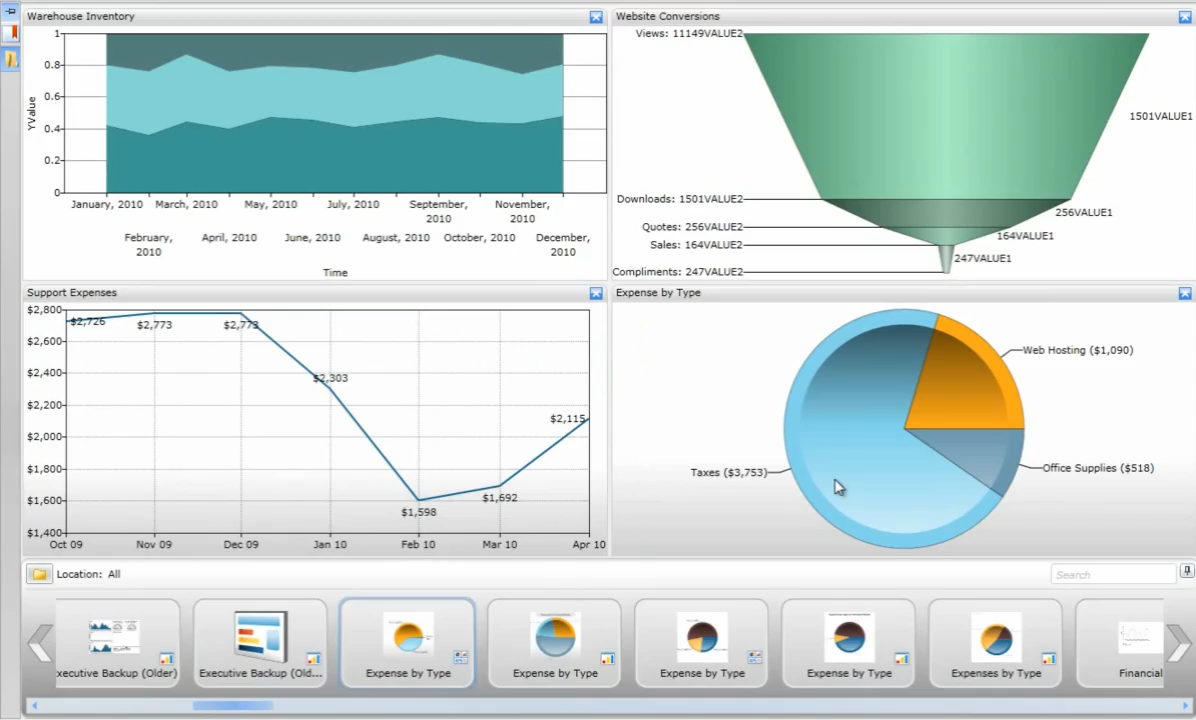 Warehouse Inventory
1
0.8
0.6
0.4
0.2
0
YValue
January, 2010 March, 2010 May, 2010 July, 2010 September, 2010 November, 2010
February, 2010 April, 2010 June, 2010 August, 2010 October, 2010 December, 2010
Time
Website Conversions
Views: 11149VALUE2
1501VALUE1
Downloads: 1501VALUE2
256VALUE1
Quotes: 256VALUE2
164VALUE1
Sales: 164VALUE2
247VALUE1
Compliments: 247VALUE2
Support Expenses
$2,800
$2,600
$2,400
$2,200
$2,000
$1,800
$1,600
$1,400
$2,726
$2,773
$2,773
$2,303
$1,598
$1,692
$2,115
Oct 09 Nov 09 Dec 09 Jan 10 Feb 10 Mar 10 Apr 10
Expense by Type
Web Hosting ($1,090)
Taxes ($3,753)
Office Supplies ($518)
Location: All
Search
xecutive Backup (Older)
Executive Backup (Old...
Expense by Type
Expense by Type
Expense by Type
Expense by Type
Expenses by Type
Financial